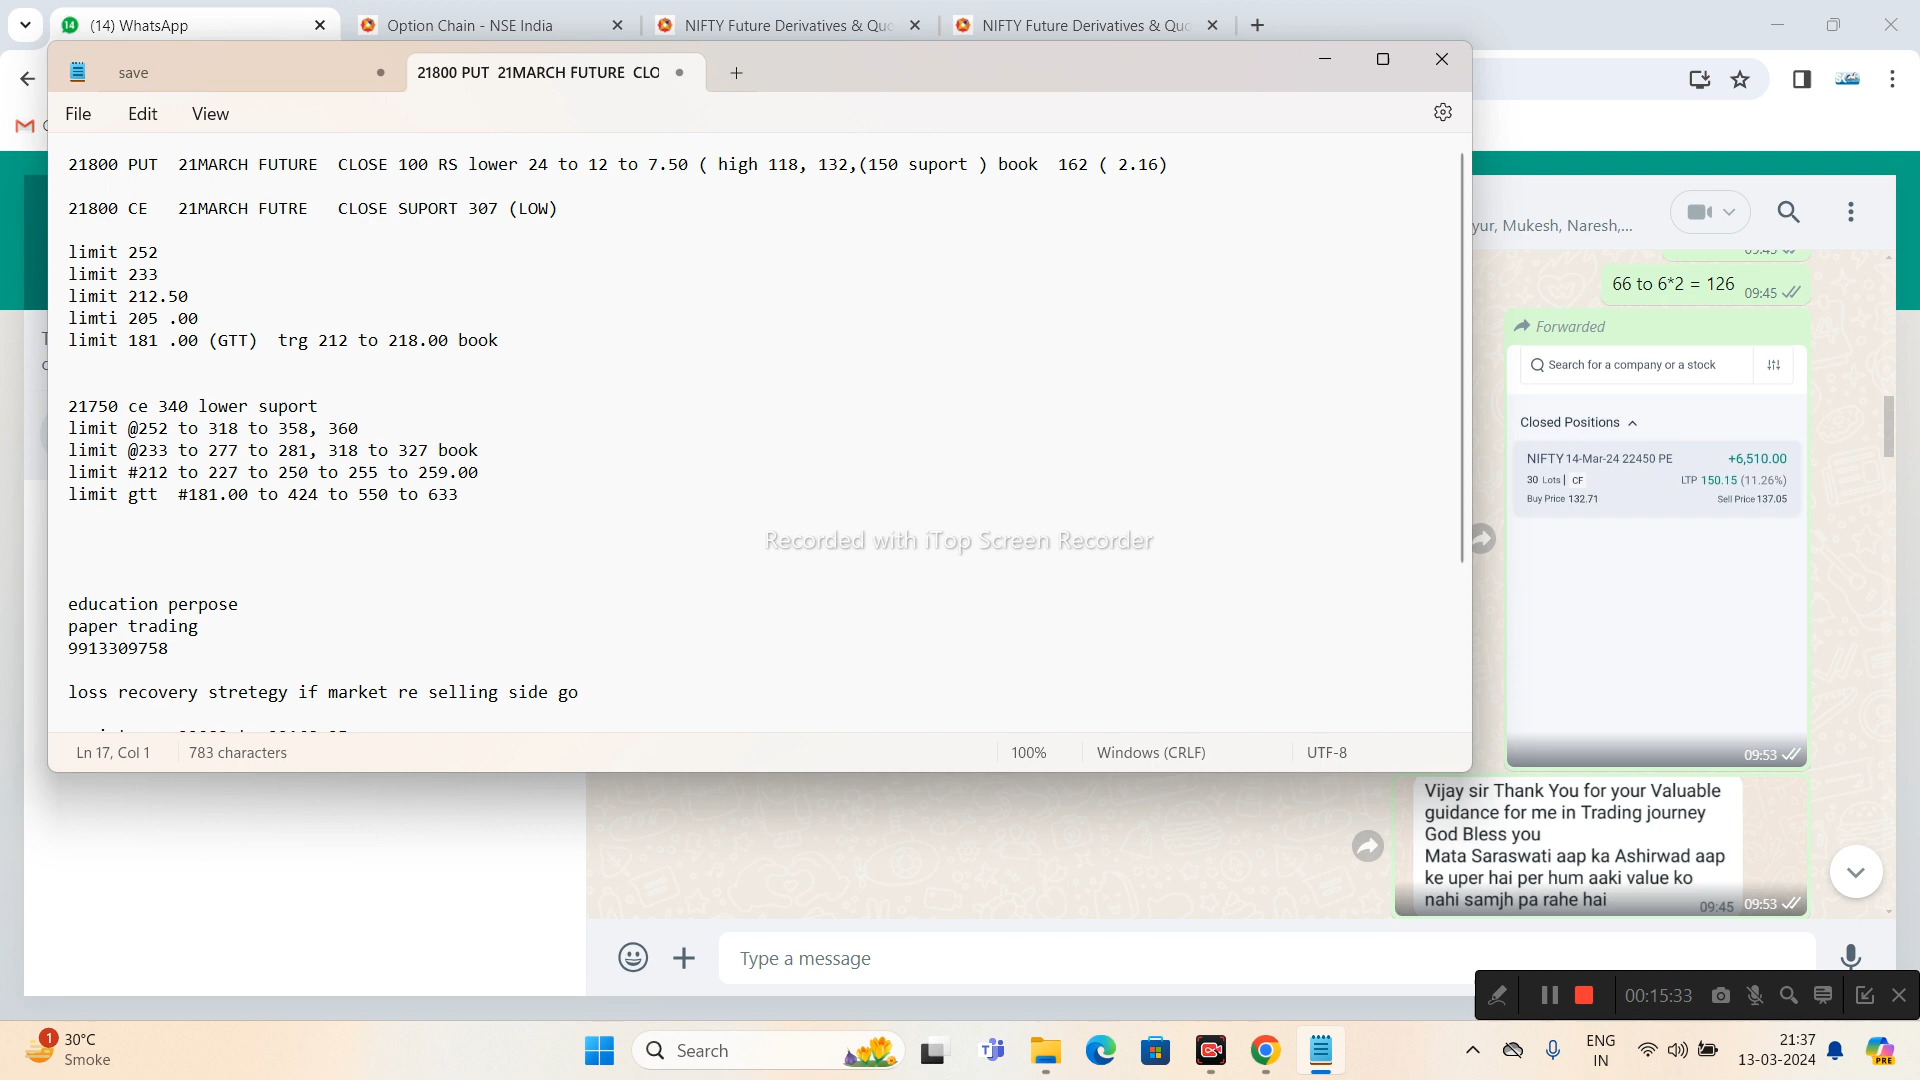 (14) WhatsApp
Option Chain - NSE India
NIFTY Future Derivatives & Quo
NIFTY Future Derivatives & Quo
save
21800 PUT 21MARCH FUTURE CLO
File
Edit
View
21800 PUT 21MARCH FUTURE CLOSE 100 RS lower 24 to 12 to 7.50 ( high 118, 132,(150 suport ) book 162 ( 2.16)
21800 CE 21MARCH FUTRE CLOSE SUPORT 307 (LOW)
limit 252
limit 233
limit 212.50
limti 205 .00
limit 181 .00 (GTT) trg 212 to 218.00 book
21750 ce 340 lower suport
limit @252 to 318 to 358, 360
limit @233 to 277 to 281, 318 to 327 book
limit #212 to 227 to 250 to 255 to 259.00
limit gtt #181.00 to 424 to 550 to 633
Recorded with iTop Screen Recorder
education perpose
paper trading
9913309758
loss recovery stretegy if market re selling side go
Ln 17, Col 1
783 characters
100%
Windows (CRLF)
UTF-8
yur, Mukesh, Naresh,...
66 to 6*2 = 126
09:45
Forwarded
Search for a company or a stock
Closed Positions
NIFTY 14-Mar-24 22450 PE
+6,510.00
30 Lots | CF
LTP 150.15 (11.26%)
Buy Price 132.71
Sell Price 137.05
09:53
Vijay sir Thank You for your Valuable
guidance for me in Trading journey
God Bless you
Mata Saraswati aap ka Ashirwad aap
ke uper hai per hum aaki value ko
nahi samjh pa rahe hai
09:45
09:53
Type a message
00:15:33
1
30°C
Smoke
Search
ENG
IN
21:37
13-03-2024